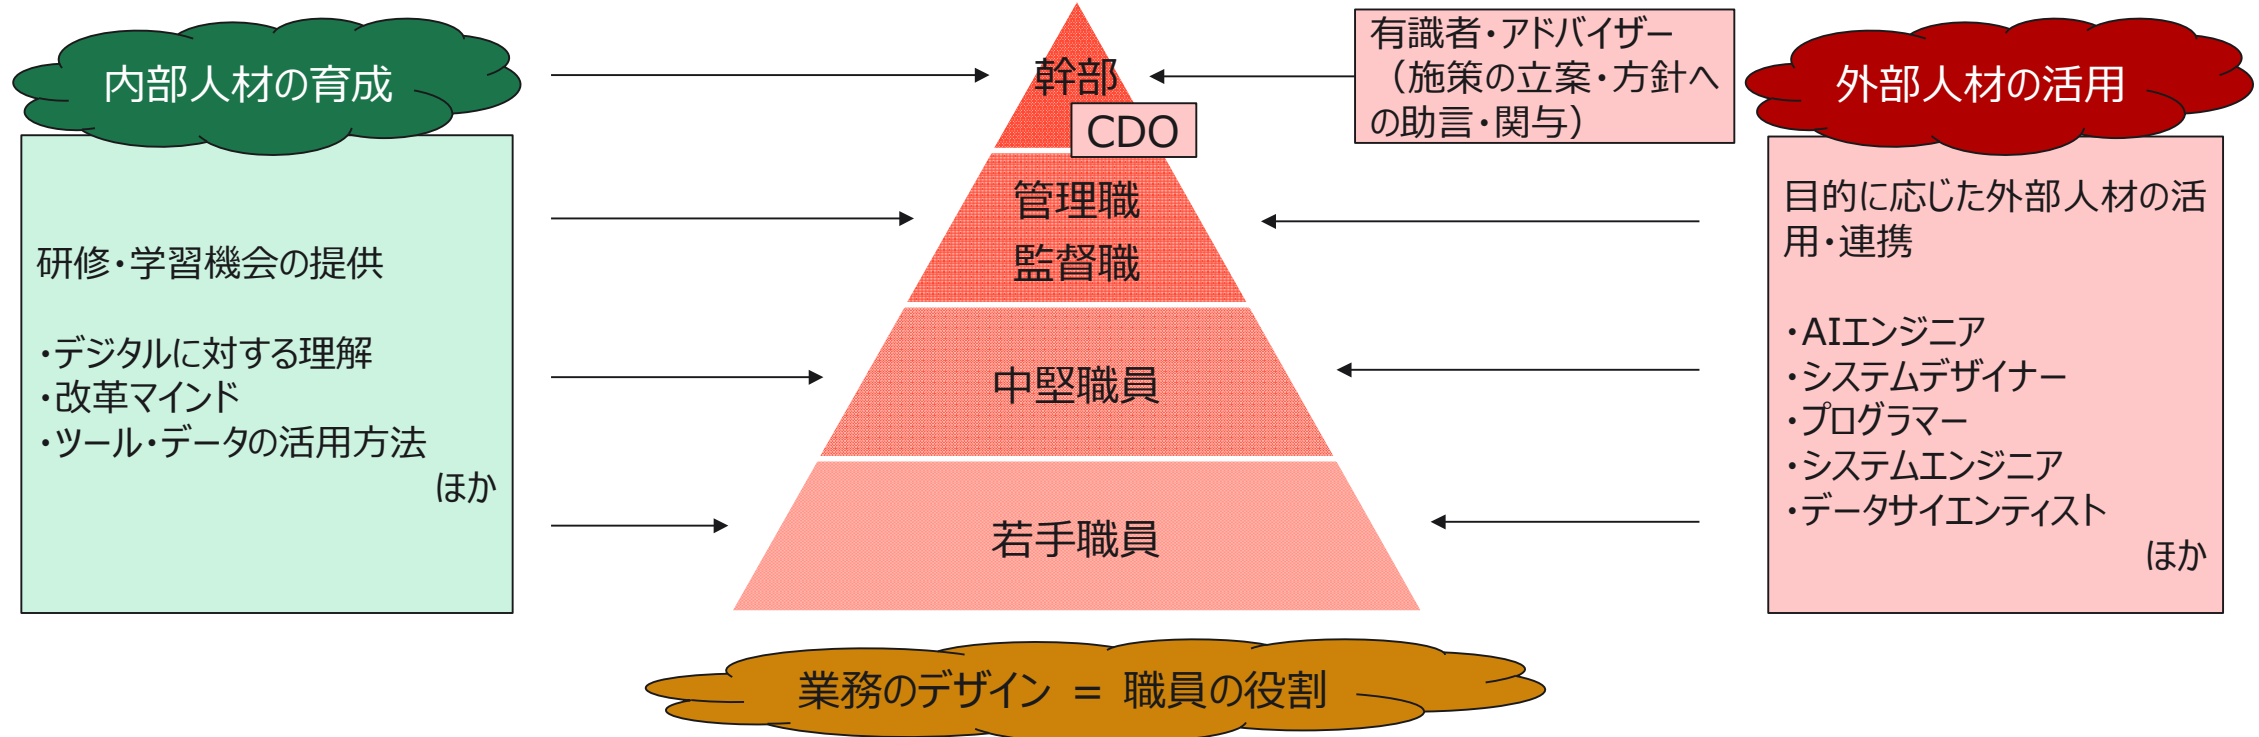 内部人材の育成
研修・学習機会の提供
・デジタルに対する理解
・改革マインド
・ツール・データの活用方法
ほか
幹部
CDO
管理職
監督職
中堅職員
若手職員
有識者・アドバイザー
（施策の立案・方針へ
の助言・関与）
外部人材の活用
目的に応じた外部人材の活
用・連携
・AIエンジニア
・システムデザイナー
・プログラマー
・システムエンジニア
・データサイエンティスト
ほか
業務のデザイン = 職員の役割